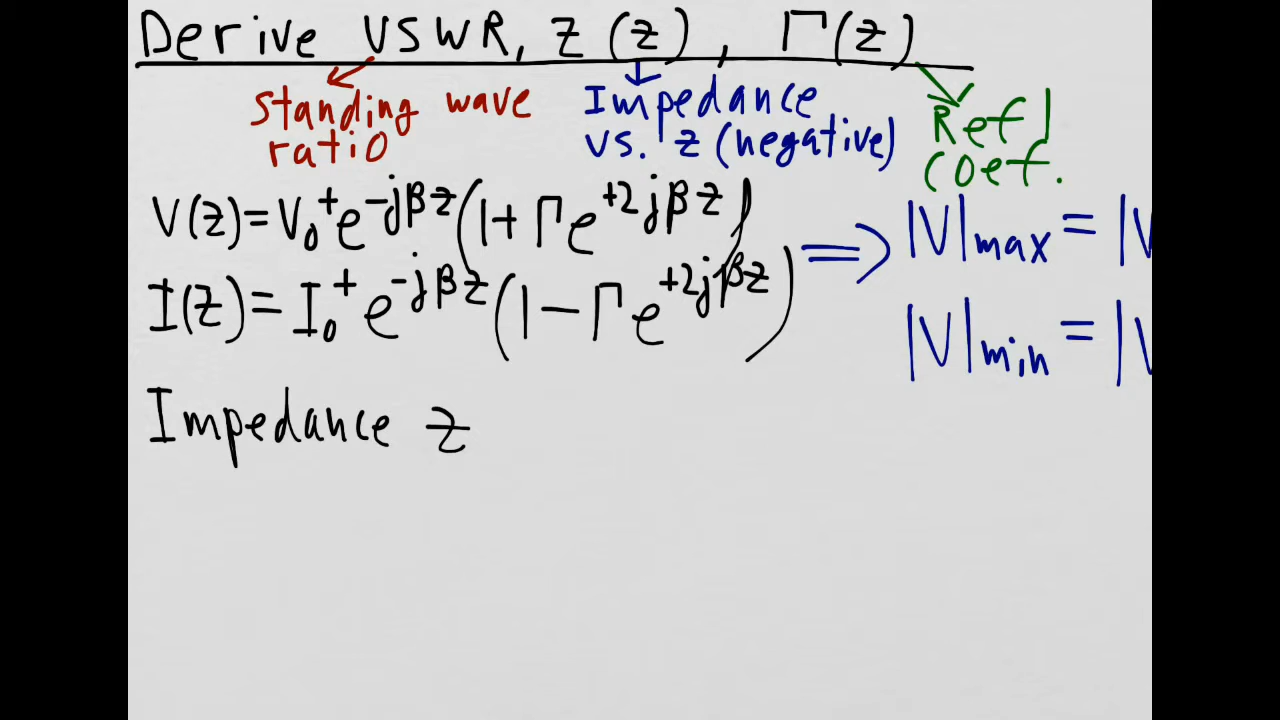 Derive VSWR, Z(z), Γ(z)
Standing wave ratio
Impedance vs. z (negative)
Refl coef.
V(z)=V₀⁺e^{-jβz}(1+Γe^{+2jβz})
I(z)=I₀⁺e^{-jβz}(1-Γe^{+2jβz})
⇒ |V|max = |V
|V|min = |V
Impedance z